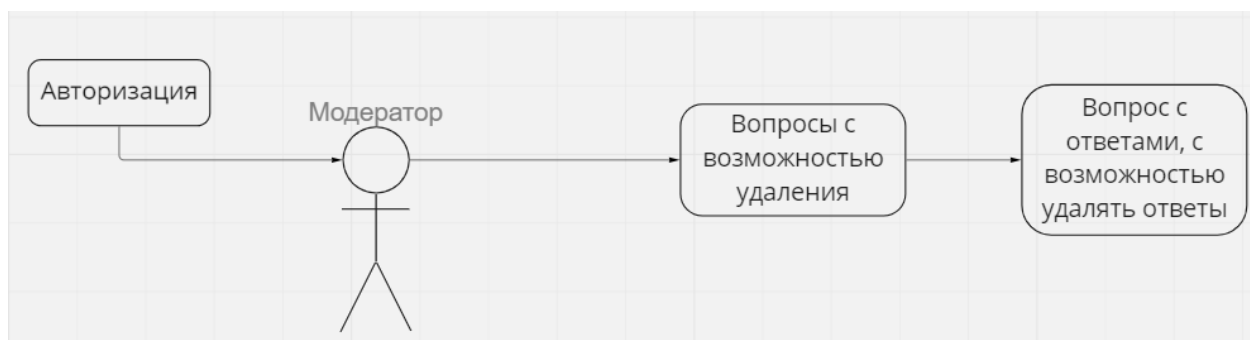 Авторизация
Модератор
Вопросы с
возможностью
удаления
Вопрос с
ответами, с
возможностью
удалять ответы